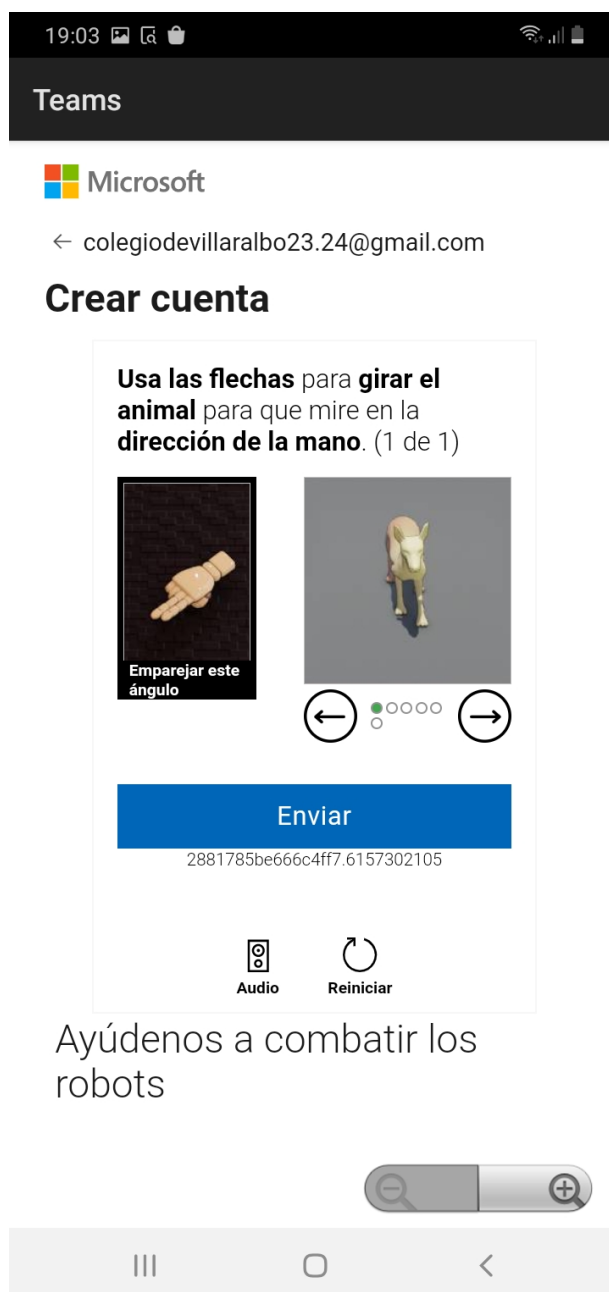 19:03
Teams
Microsoft
← colegiodevillaralbo23.24@gmail.com
Crear cuenta
Usa las flechas para girar el
animal para que mire en la
dirección de la mano. (1 de 1)
Emparejar este
ángulo
Enviar
2881785be666c4ff7.6157302105
Audio
Reiniciar
Ayúdenos a combatir los
robots